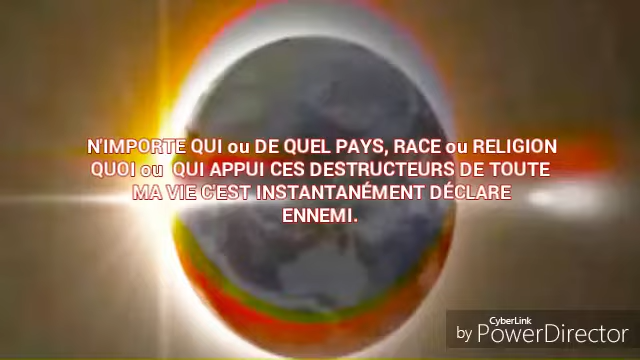 N'IMPORTE QUI ou DE QUEL PAYS, RACE ou RELIGION
QUOI ou QUI APPUI CES DESTRUCTEURS DE TOUTE
MA VIE C'EST INSTANTANÉMENT DÉCLARE
ENNEMI.
CyberLink
by PowerDirector